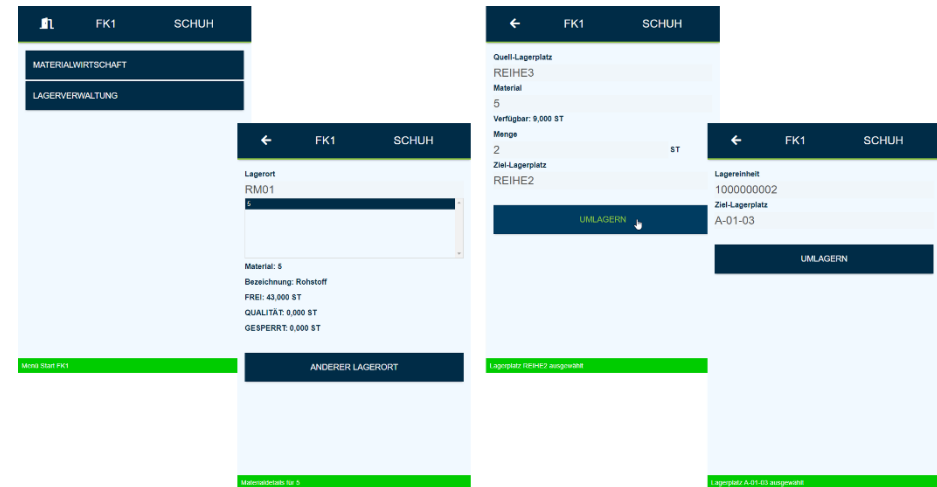 FK1 SCHUH
MATERIALWIRTSCHAFT
LAGERVERWALTUNG
Menü Start FK1
FK1 SCHUH
Lagerort
RM01
5
Material: 5
Bezeichnung: Rohstoff
FREI: 43,000 ST
QUALITÄT: 0,000 ST
GESPERRT: 0,000 ST
ANDERER LAGERORT
Materialdetails für 5
FK1 SCHUH
Quell-Lagerplatz
REIHE3
Material
5
Verfügbar: 9,000 ST
Menge
2 ST
Ziel-Lagerplatz
REIHE2
UMLAGERN
Lagerplatz REIHE2 ausgewählt
FK1 SCHUH
Lagereinheit
1000000002
Ziel-Lagerplatz
A-01-03
UMLAGERN
Lagerplatz A-01-03 ausgewählt